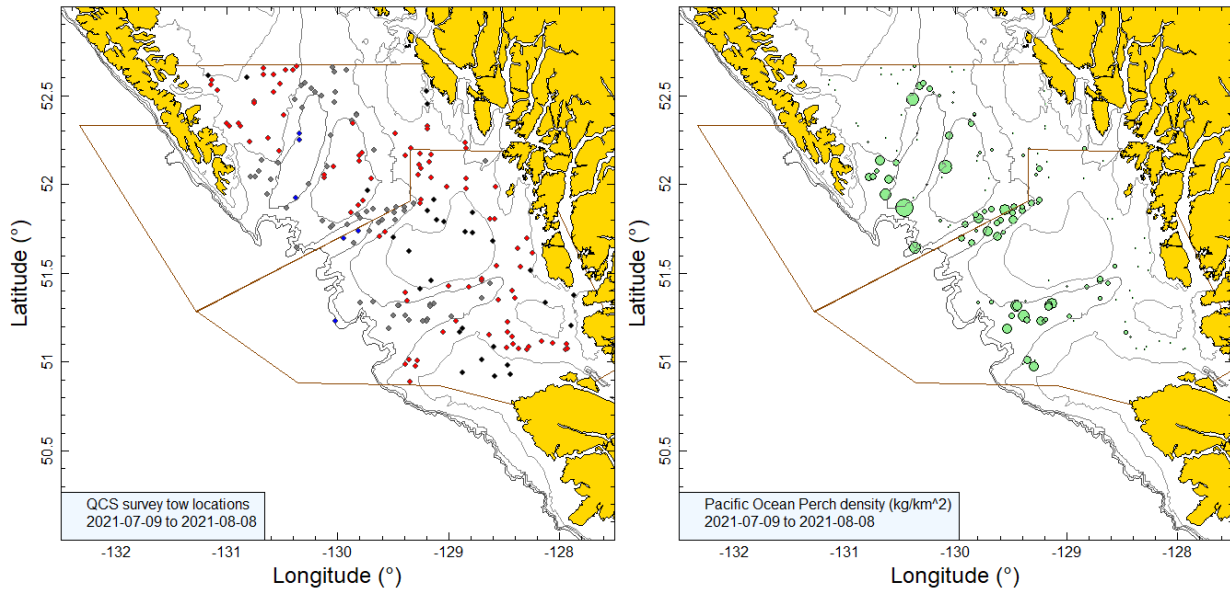 52.5
52
51.5
51
50.5
Latitude (°)
-132
-131
-130
-129
-128
Longitude (°)
QCS survey tow locations
2021-07-09 to 2021-08-08
52.5
52
51.5
51
50.5
Latitude (°)
-132
-131
-130
-129
-128
Longitude (°)
Pacific Ocean Perch density (kg/km^2)
2021-07-09 to 2021-08-08